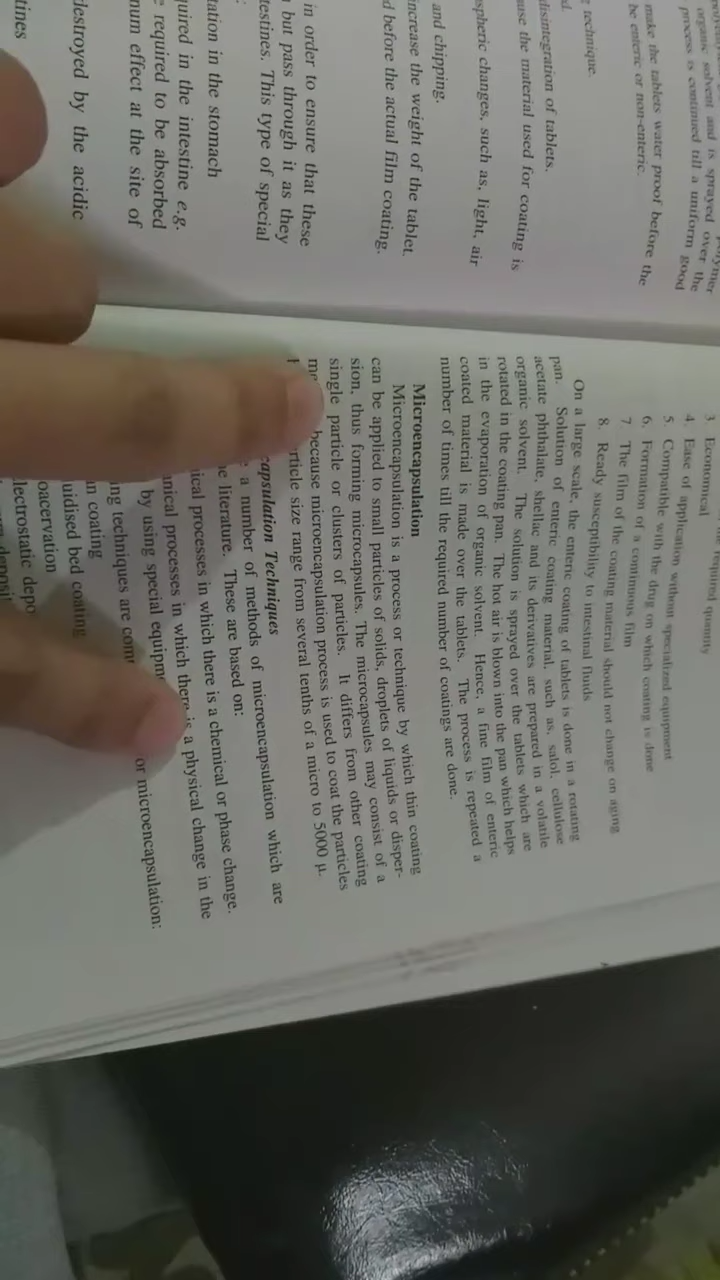 organic solvent and is sprayed over the
process is continued till a uniform good
make the tablets water proof before the
be enteric or non-enteric.
technique.
disintegration of tablets.
use the material used for coating is
spheric changes, such as, light, air
and chipping.
increase the weight of the tablet.
d before the actual film coating.
in order to ensure that these
but pass through it as they
testines. This type of special
tation in the stomach
quired in the intestine e.g.
e required to be absorbed
num effect at the site of
destroyed by the acidic
tines
required quantity
3. Economical
4. Ease of application without specialized equipment
5. Compatible with the drug on which coating is done
6. Formation of a continuous film
7. The film of the coating material should not change on aging
8. Ready susceptibility to intestinal fluids
On a large scale, the enteric coating of tablets is done in a rotating
pan. Solution of enteric coating material, such as, salol, cellulose
acetate phthalate, shellac and its derivatives are prepared in a volatile
organic solvent. The solution is sprayed over the tablets which are
rotated in the coating pan. The hot air is blown into the pan which helps
in the evaporation of organic solvent. Hence, a fine film of enteric
coated material is made over the tablets. The process is repeated a
number of times till the required number of coatings are done.
Microencapsulation
Microencapsulation is a process or technique by which thin coating
can be applied to small particles of solids, droplets of liquids or disper-
sion, thus forming microcapsules. The microcapsules may consist of a
single particle or clusters of particles. It differs from other coating
because microencapsulation process is used to coat the particles
rticle size range from several tenths of a micro to 5000 µ.
capsulation Techniques
a number of methods of microencapsulation which are
e literature. These are based on:
ical processes in which there is a chemical or phase change.
nical processes in which there is a physical change in the
by using special equipm
ng techniques are com or microencapsulation:
n coating
uidised bed coating
oacervation
lectrostatic depo